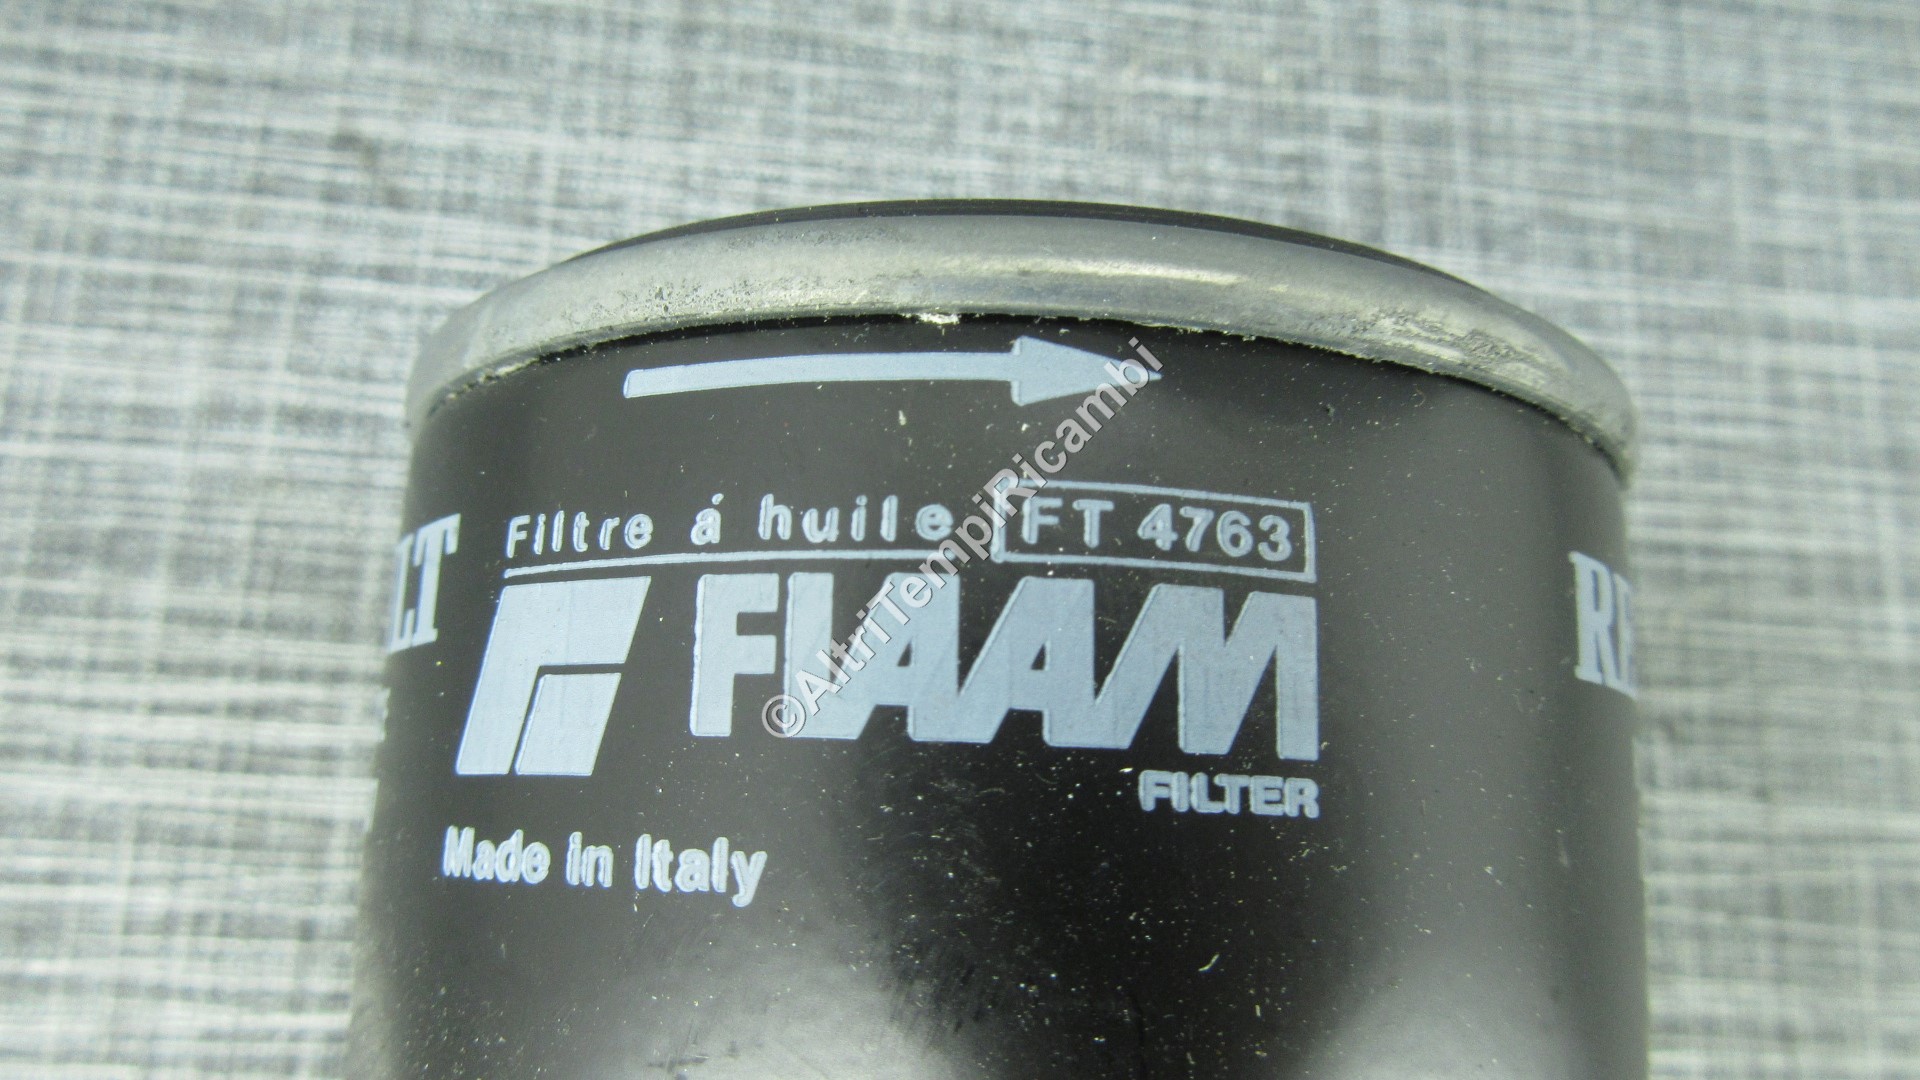 Filtre á huile FT 4763
FIAAM
FILTER
Made in Italy
©AltriTempiRicambi